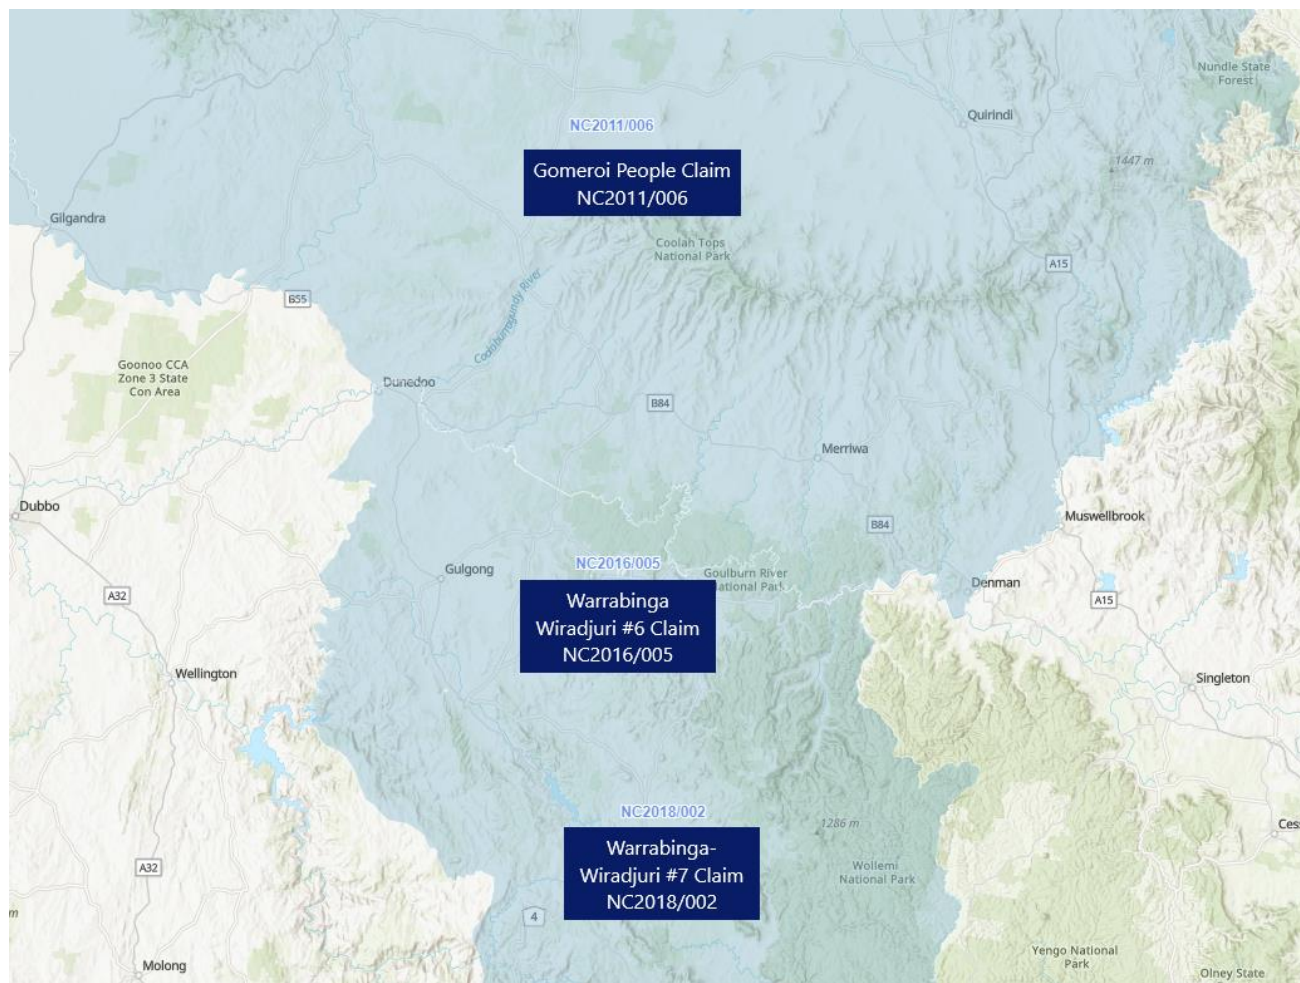 Nundle State
Forest
Quirindi
NC2011/006
1447 m
Gomeroi People Claim
NC2011/006
Gilgandra
Coolah Tops
National Park
A15
B55
Coolaburragundy River
Goonoo CCA
Zone 3 State
Con Area
Dunedoo
B84
Merriwa
Dubbo
B84
Muswellbrook
NC2016/005
Gulgong
Goulburn River
National Park
Denman
A32
A15
Warrabinga
Wiradjuri #6 Claim
NC2016/005
Wellington
Singleton
NC2018/002
1286 m
Ces
Warrabinga-
Wiradjuri #7 Claim
NC2018/002
A32
Wollemi
National Park
m
4
Yengo National
Park
Molong
Olney State